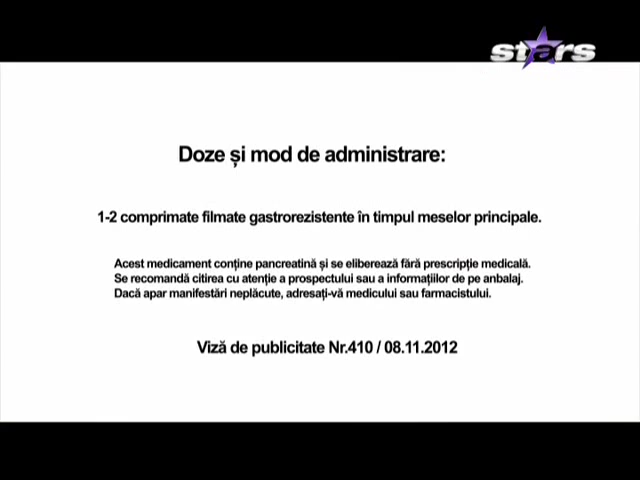 stars
Doze și mod de administrare:
1-2 comprimate filmate gastrorezistente în timpul meselor principale.
Acest medicament conține pancreatină și se eliberează fără prescripție medicală.
Se recomandă citirea cu atenție a prospectului sau a informațiilor de pe anbalaj.
Dacă apar manifestări neplăcute, adresați-vă medicului sau farmacistului.
Viză de publicitate Nr.410 / 08.11.2012